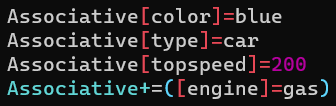 Associative[color]=blue
Associative[type]=car
Associative[topspeed]=200
Associative+=([engine]=gas)